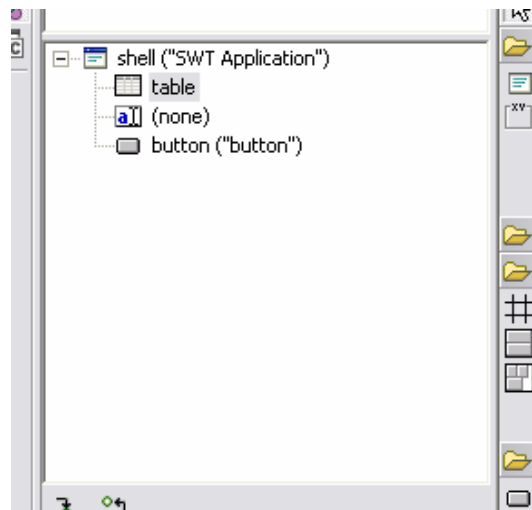 shell ("SWT Application")
table
(none)
button ("button")